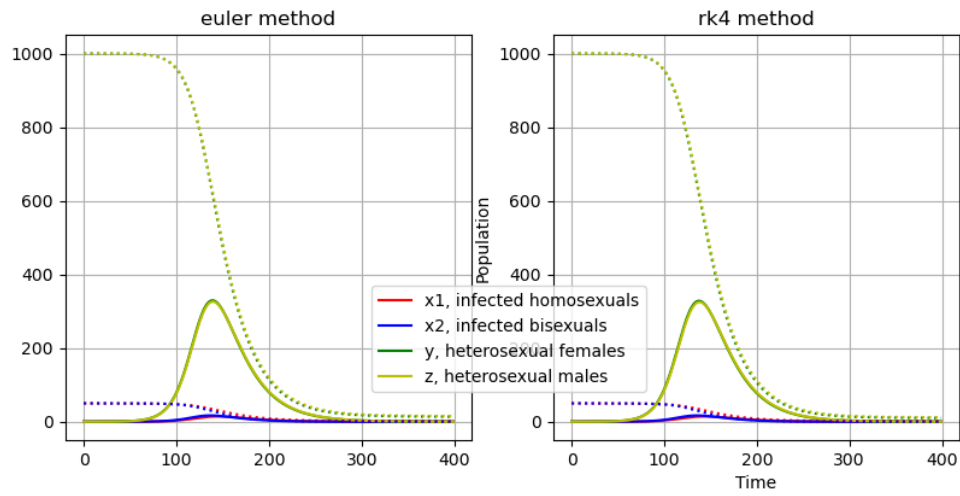 euler method
rk4 method
1000
800
600
400
200
0
0
100
200
300
400
1000
800
600
400
200
0
Population
0
100
200
300
400
Time
x1, infected homosexuals
x2, infected bisexuals
y, heterosexual females
z, heterosexual males